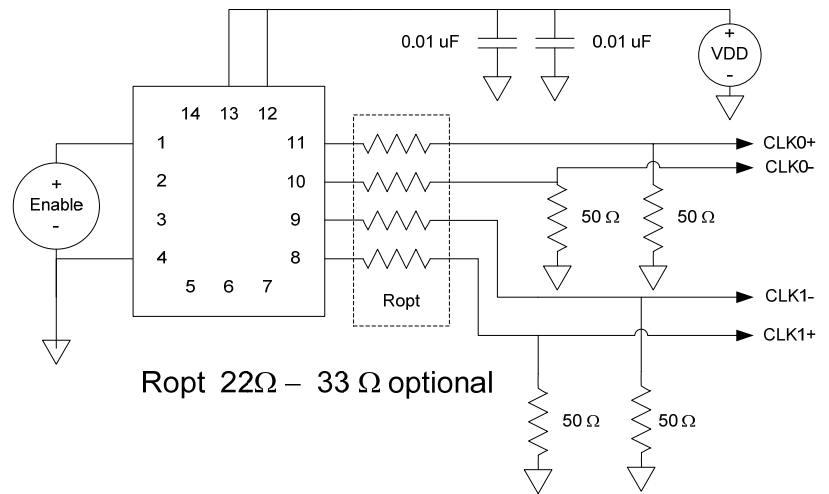 0.01 uF
0.01 uF
+
VDD
-
14 13 12
1
11
CLK0+
CLK0-
2
10
+
Enable
-
3
9
50 Ω
50 Ω
4
8
5 6 7
Ropt
CLK1-
CLK1+
Ropt 22Ω – 33 Ω optional
50 Ω
50 Ω